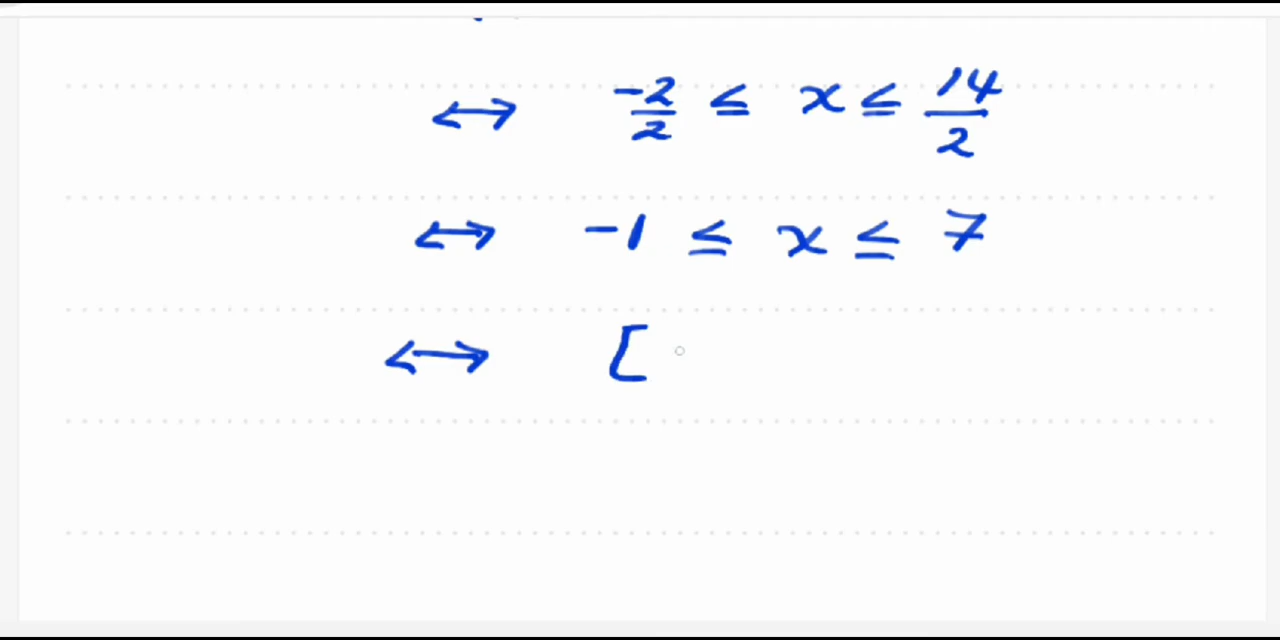 ↔ -2/2 ≤ x ≤ 14/2
↔ -1 ≤ x ≤ 7
↔ [